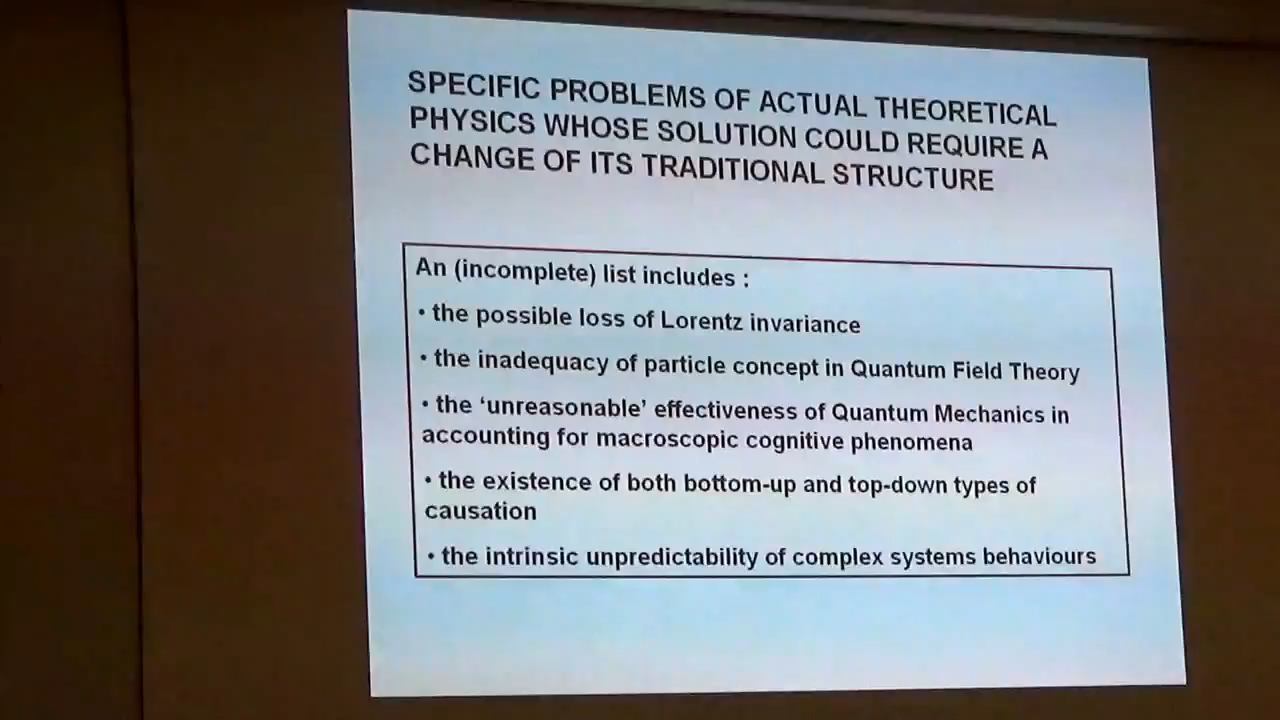 SPECIFIC PROBLEMS OF ACTUAL THEORETICAL
PHYSICS WHOSE SOLUTION COULD REQUIRE A
CHANGE OF ITS TRADITIONAL STRUCTURE
An (incomplete) list includes :
• the possible loss of Lorentz invariance
• the inadequacy of particle concept in Quantum Field Theory
• the ‘unreasonable’ effectiveness of Quantum Mechanics in
accounting for macroscopic cognitive phenomena
• the existence of both bottom-up and top-down types of
causation
• the intrinsic unpredictability of complex systems behaviours